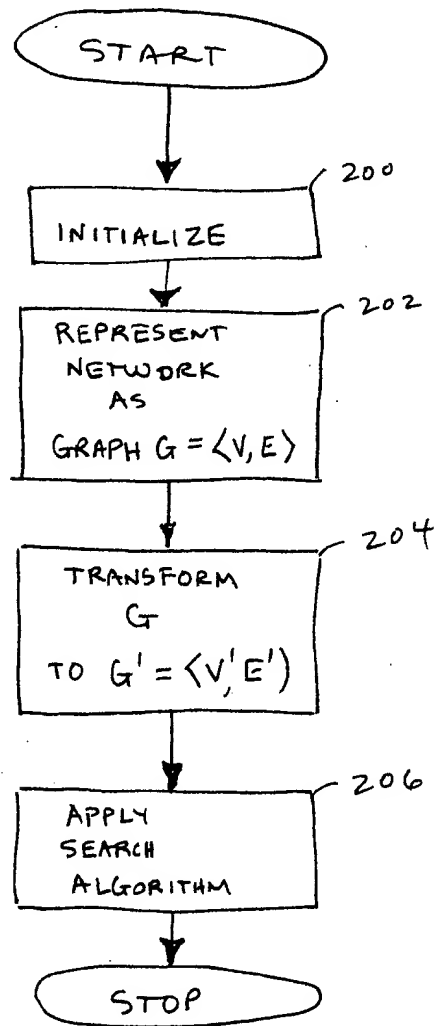 START
200
INITIALIZE
202
REPRESENT
NETWORK
AS
GRAPH G = ⟨V, E⟩
204
TRANSFORM
G
TO G' = ⟨V', E')
206
APPLY
SEARCH
ALGORITHM
STOP